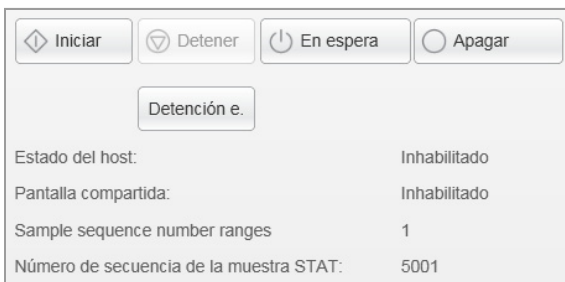 Iniciar Detener En espera Apagar
Detención e.
Estado del host: Inhabilitado
Pantalla compartida: Inhabilitado
Sample sequence number ranges 1
Número de secuencia de la muestra STAT: 5001